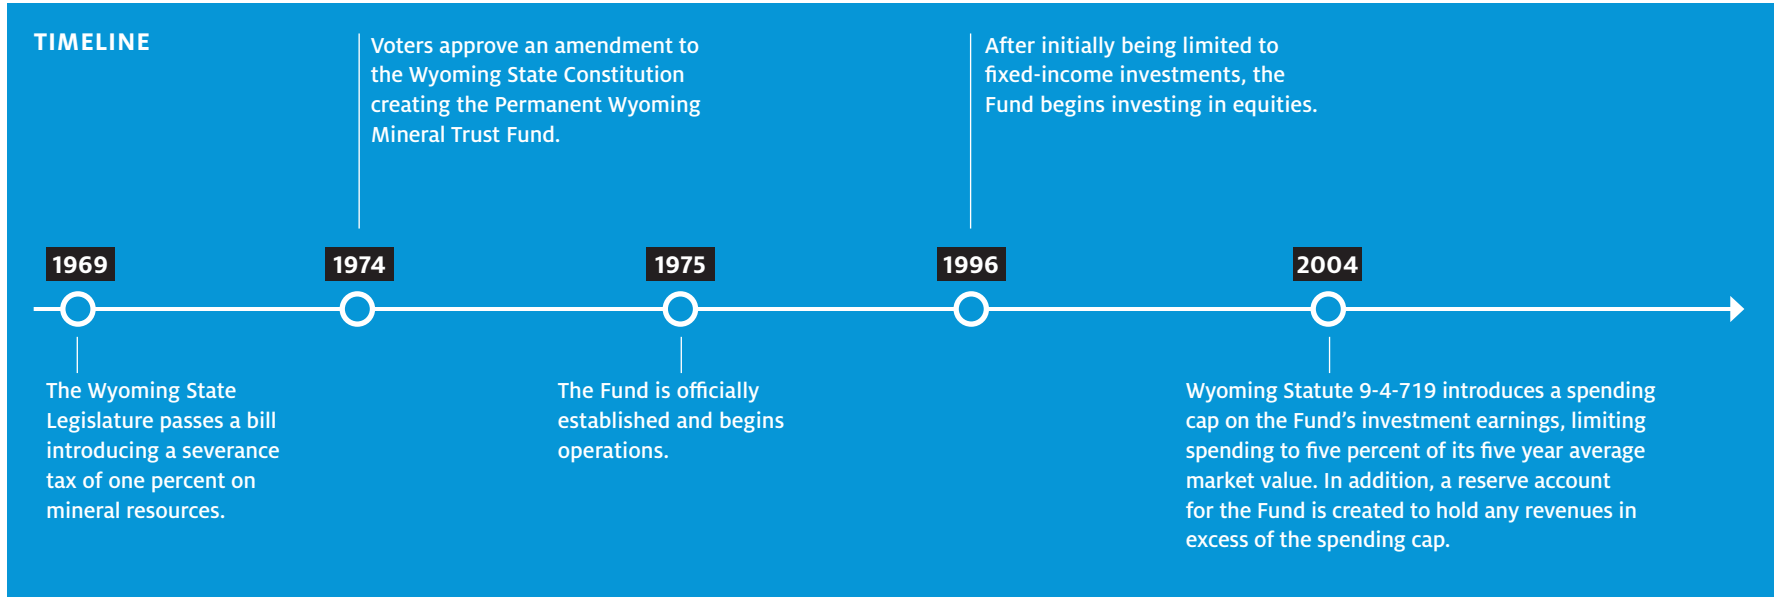 TIMELINE
Voters approve an amendment to
the Wyoming State Constitution
creating the Permanent Wyoming
Mineral Trust Fund.
After initially being limited to
fixed-income investments, the
Fund begins investing in equities.
1969
1974
1975
1996
2004
The Wyoming State
Legislature passes a bill
introducing a severance
tax of one percent on
mineral resources.
The Fund is officially
established and begins
operations.
Wyoming Statute 9-4-719 introduces a spending
cap on the Fund’s investment earnings, limiting
spending to five percent of its five year average
market value. In addition, a reserve account
for the Fund is created to hold any revenues in
excess of the spending cap.